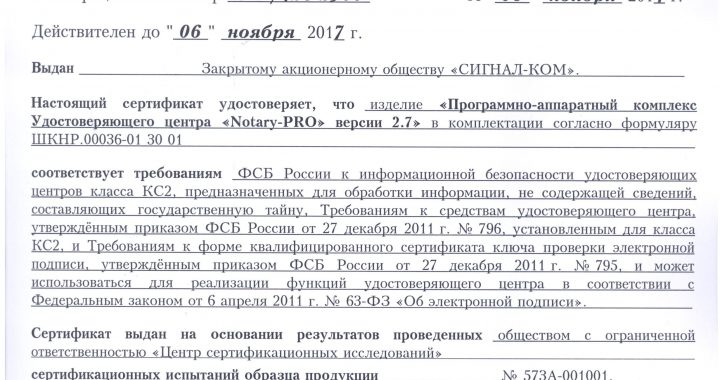 Действителен до "06" ноября 2017 г.
Выдан Закрытому акционерному обществу «СИГНАЛ-КОМ».
Настоящий сертификат удостоверяет, что изделие «Программно-аппаратный комплекс
Удостоверяющего центра «Notary-PRO» версии 2.7» в комплектации согласно формуляру
ШКНР.00036-01 30 01
соответствует требованиям ФСБ России к информационной безопасности удостоверяющих
центров класса КС2, предназначенных для обработки информации, не содержащей сведений,
составляющих государственную тайну, Требованиям к средствам удостоверяющего центра,
утверждённым приказом ФСБ России от 27 декабря 2011 г. № 796, установленным для класса
КС2, и Требованиям к форме квалифицированного сертификата ключа проверки электронной
подписи, утверждённым приказом ФСБ России от 27 декабря 2011 г. № 795, и может
использоваться для реализации функций удостоверяющего центра в соответствии с
Федеральным законом от 6 апреля 2011 г. № 63-ФЗ «Об электронной подписи».
Сертификат выдан на основании результатов проведенных обществом с ограниченной
ответственностью «Центр сертификационных исследований»
сертификационных испытаний образца продукции № 573А-001001.